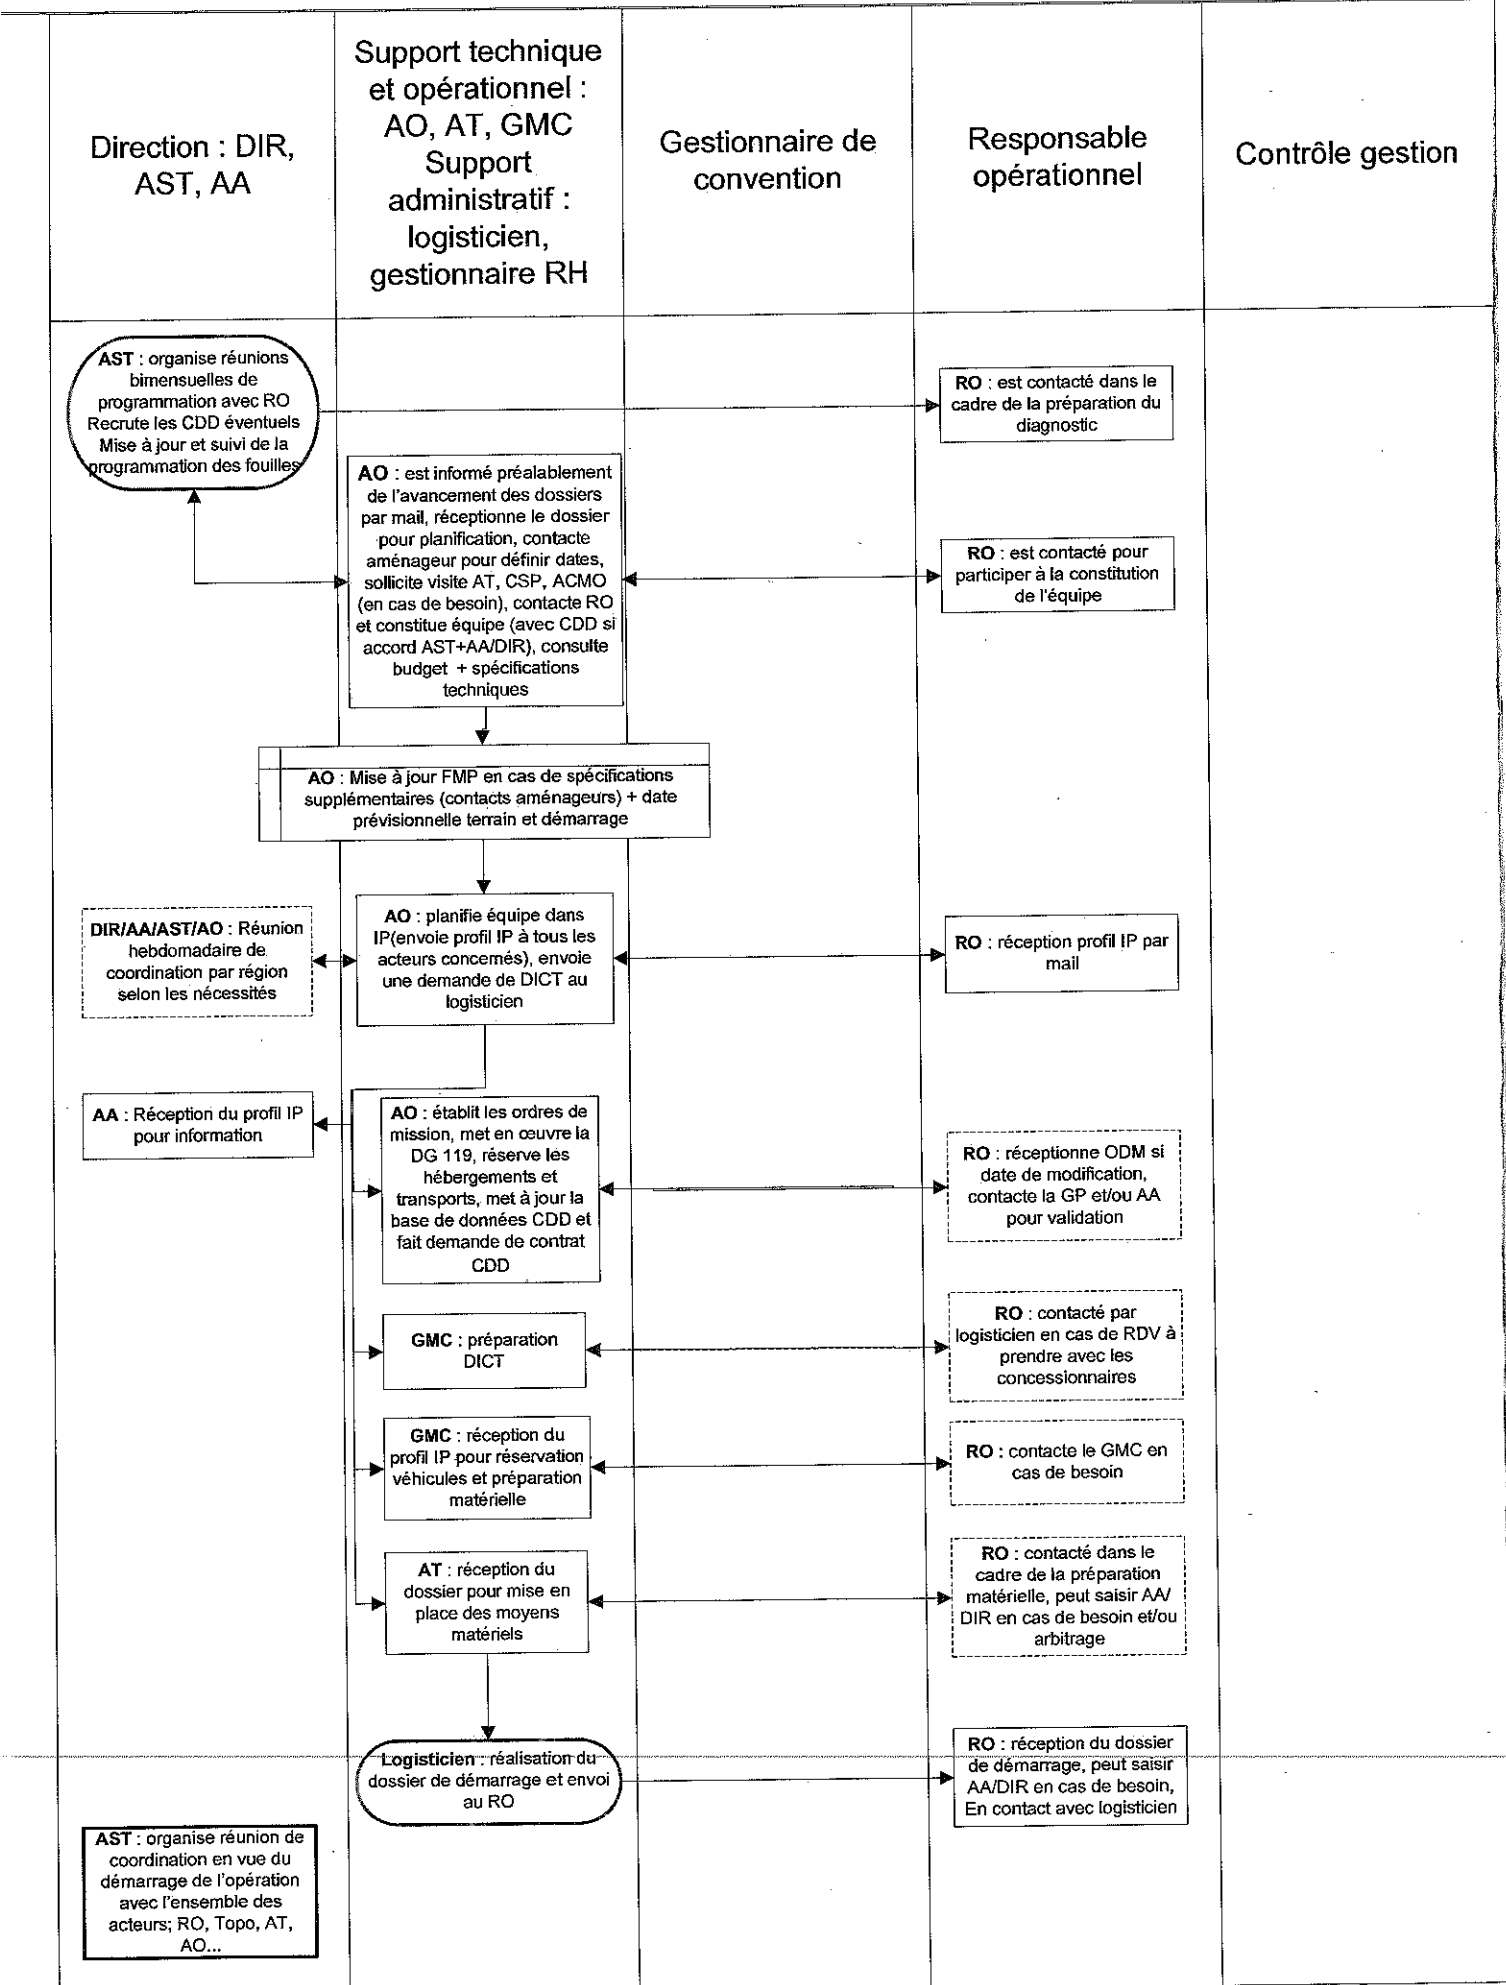 Direction : DIR,
AST, AA
Support technique
et opérationnel :
AO, AT, GMC
Support
administratif :
logisticien,
gestionnaire RH
Gestionnaire de
convention
Responsable
opérationnel
Contrôle gestion
AST : organise réunions
bimensuelles de
programmation avec RO
Recrute les CDD éventuels
Mise à jour et suivi de la
programmation des fouilles
RO : est contacté dans le
cadre de la préparation du
diagnostic
AO : est informé préalablement
de l'avancement des dossiers
par mail, réceptionne le dossier
pour planification, contacte
aménageur pour définir dates,
sollicite visite AT, CSP, ACMO
(en cas de besoin), contacte RO
et constitue équipe (avec CDD si
accord AST+AA/DIR), consulte
budget + spécifications
techniques
RO : est contacté pour
participer à la constitution
de l'équipe
AO : Mise à jour FMP en cas de spécifications
supplémentaires (contacts aménageurs) + date
prévisionnelle terrain et démarrage
DIR/AA/AST/AO : Réunion
hebdomadaire de
coordination par région
selon les nécessités
AO : planifie équipe dans
IP(envoie profil IP à tous les
acteurs concernés), envoie
une demande de DICT au
logisticien
RO : réception profil IP par
mail
AA : Réception du profil IP
pour information
AO : établit les ordres de
mission, met en œuvre la
DG 119, réserve les
hébergements et
transports, met à jour la
base de données CDD et
fait demande de contrat
CDD
RO : réceptionne ODM si
date de modification,
contacte la GP et/ou AA
pour validation
GMC : préparation
DICT
RO : contacté par
logisticien en cas de RDV à
prendre avec les
concessionnaires
GMC : réception du
profil IP pour réservation
véhicules et préparation
matérielle
RO : contacte le GMC en
cas de besoin
AT : réception du
dossier pour mise en
place des moyens
matériels
RO : contacté dans le
cadre de la préparation
matérielle, peut saisir AA/
DIR en cas de besoin et/ou
arbitrage
Logisticien : réalisation du
dossier de démarrage et envoi
au RO
RO : réception du dossier
de démarrage, peut saisir
AA/DIR en cas de besoin,
En contact avec logisticien
AST : organise réunion de
coordination en vue du
démarrage de l'opération
avec l'ensemble des
acteurs; RO, Topo, AT,
AO...